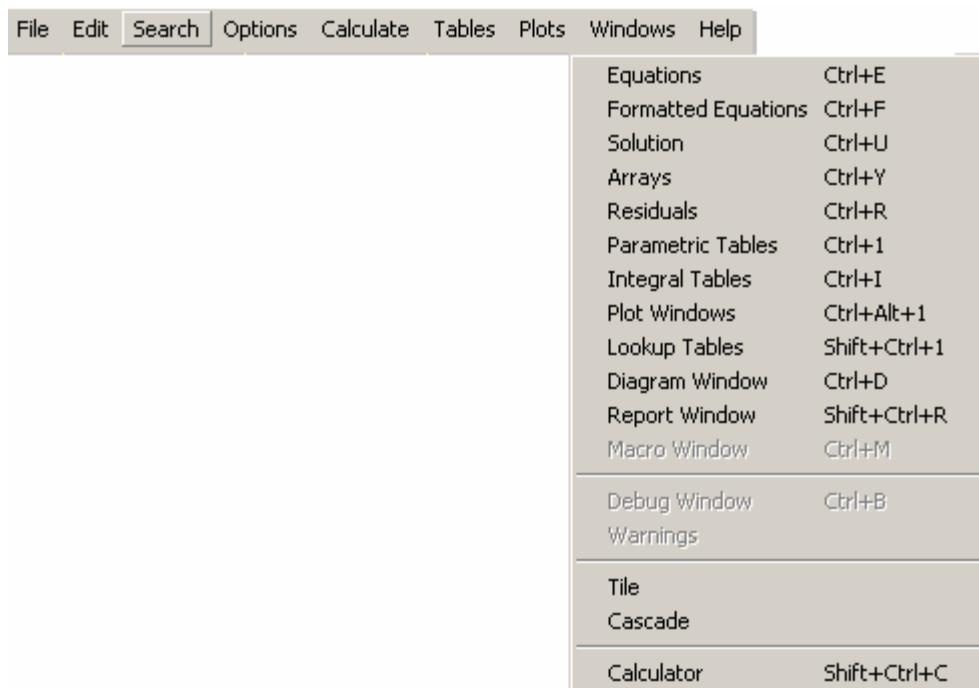 File Edit Search Options Calculate Tables Plots Windows Help
Equations Ctrl+E
Formatted Equations Ctrl+F
Solution Ctrl+U
Arrays Ctrl+Y
Residuals Ctrl+R
Parametric Tables Ctrl+1
Integral Tables Ctrl+I
Plot Windows Ctrl+Alt+1
Lookup Tables Shift+Ctrl+1
Diagram Window Ctrl+D
Report Window Shift+Ctrl+R
Macro Window Ctrl+M
Debug Window Ctrl+B
Warnings
Tile
Cascade
Calculator Shift+Ctrl+C